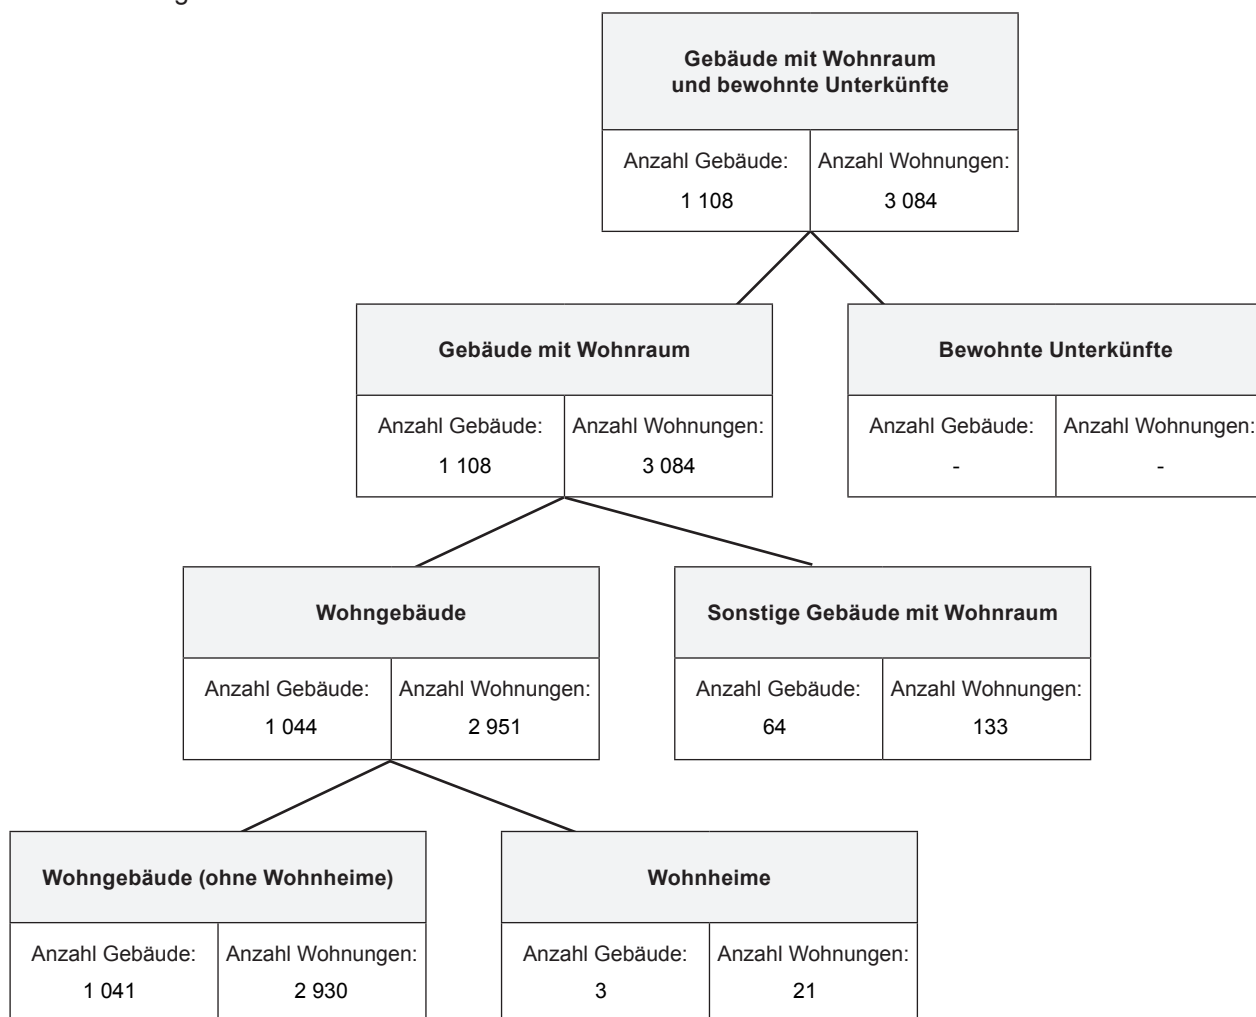 Gebäude mit Wohnraum
und bewohnte Unterkünfte
Anzahl Gebäude: Anzahl Wohnungen:
1 108 3 084
Gebäude mit Wohnraum
Anzahl Gebäude: Anzahl Wohnungen:
1 108 3 084
Bewohnte Unterkünfte
Anzahl Gebäude: Anzahl Wohnungen:
- -
Wohngebäude
Anzahl Gebäude: Anzahl Wohnungen:
1 044 2 951
Sonstige Gebäude mit Wohnraum
Anzahl Gebäude: Anzahl Wohnungen:
64 133
Wohngebäude (ohne Wohnheime)
Anzahl Gebäude: Anzahl Wohnungen:
1 041 2 930
Wohnheime
Anzahl Gebäude: Anzahl Wohnungen:
3 21